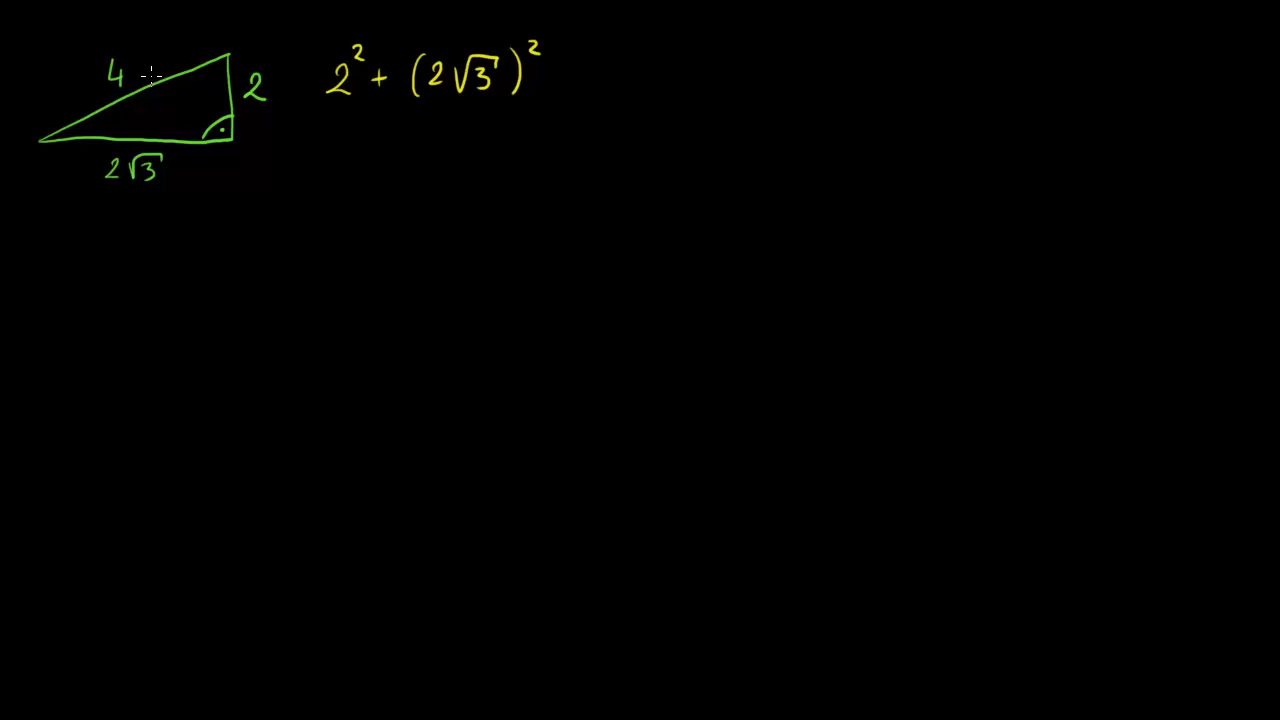 4
2
2√3
2² + (2√3)²